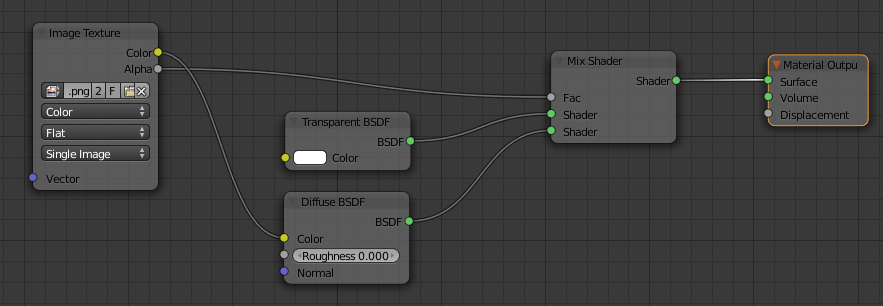 Image Texture
Color
Alpha
.png 2 F
Color
Flat
Single Image
Vector
Transparent BSDF
BSDF
Color
Diffuse BSDF
BSDF
Color
Roughness 0.000
Normal
Mix Shader
Shader
Fac
Shader
Shader
Material Outpu
Surface
Volume
Displacement